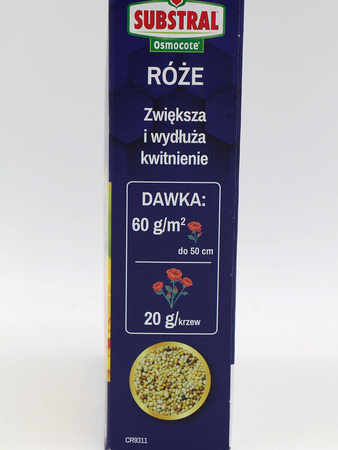 SUBSTRAL
Osmocote®
RÓŻE
Zwiększa
i wydłuża
kwitnienie
DAWKA:
60 g/m²
do 50 cm
20 g/krzew
CR9311